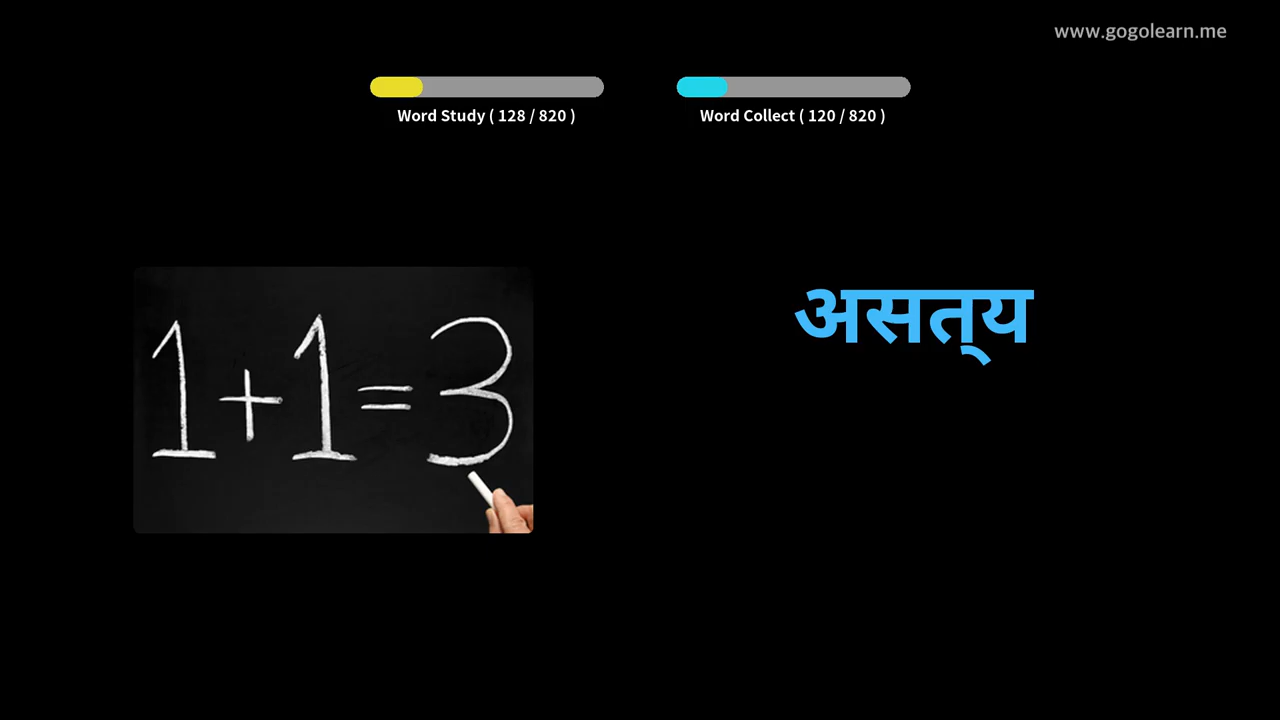 www.gogolearn.me
Word Study ( 128 / 820 )
Word Collect ( 120 / 820 )
असत्‌य
1+1=3